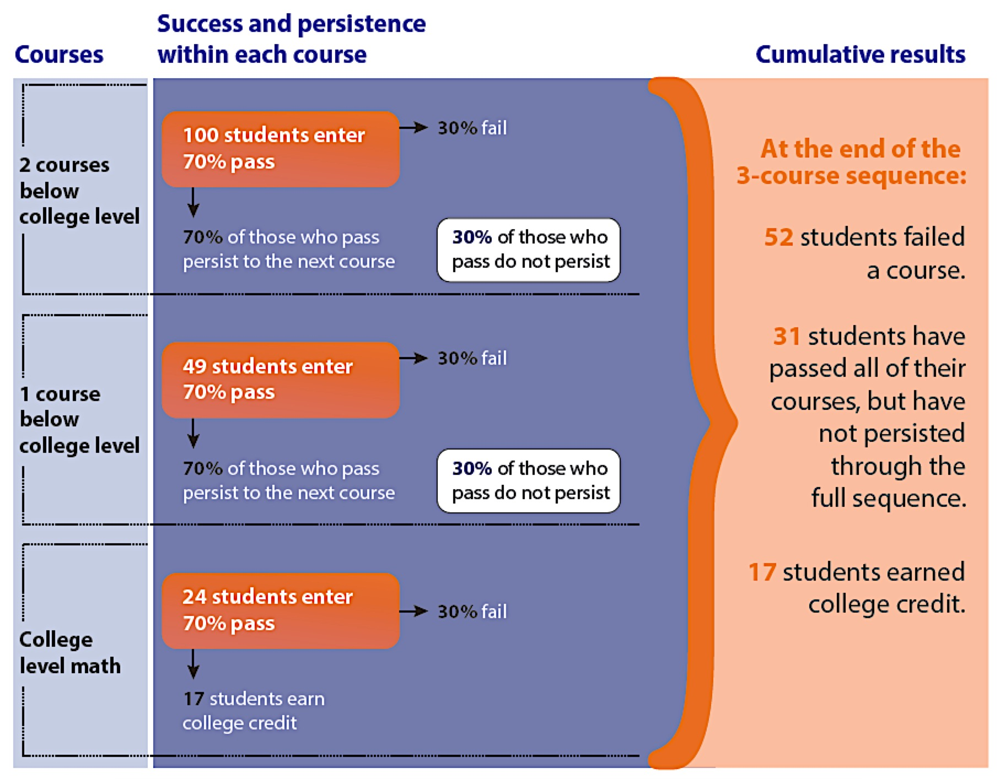 Courses
Success and persistence
within each course
Cumulative results
2 courses
below
college level
100 students enter
70% pass
30% fail
70% of those who pass
persist to the next course
30% of those who
pass do not persist
1 course
below
college level
49 students enter
70% pass
30% fail
70% of those who pass
persist to the next course
30% of those who
pass do not persist
College
level math
24 students enter
70% pass
30% fail
17 students earn
college credit
At the end of the
3-course sequence:
52 students failed
a course.
31 students have
passed all of their
courses, but have
not persisted
through the
full sequence.
17 students earned
college credit.